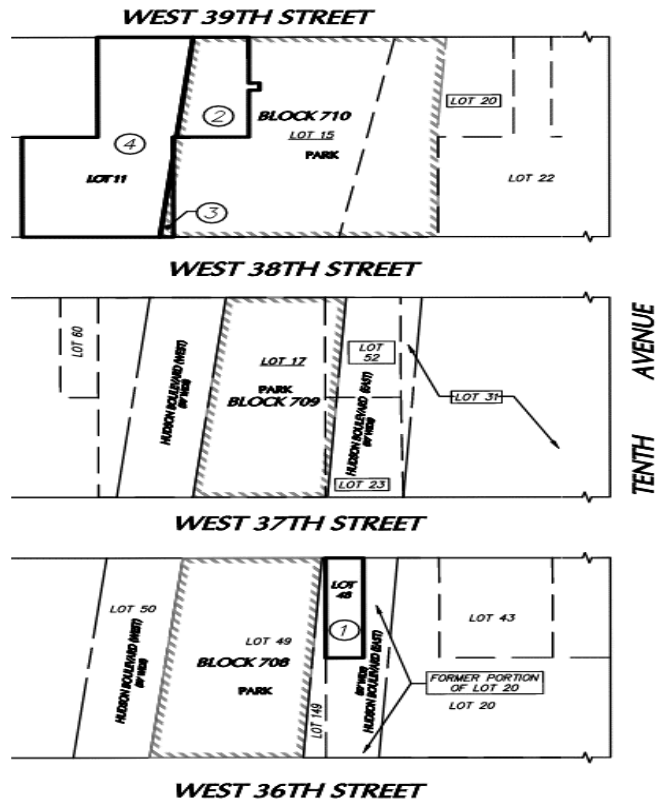 WEST 39TH STREET
2
BLOCK 710
LOT 15
PARK
LOT 20
4
LOT 11
LOT 22
3
WEST 38TH STREET
LOT 60
HUDSON BOULEVARD (WEST)
LOT 17
PARK
BLOCK 709
LOT
52
HUDSON BOULEVARD (EAST)
LOT 31
LOT 23
TENTH AVENUE
WEST 37TH STREET
LOT 50
HUDSON BOULEVARD (WEST)
LOT 49
BLOCK 708
PARK
LOT 149
LOT
48
1
HUDSON BOULEVARD (EAST)
LOT 43
FORMER PORTION
OF LOT 20
LOT 20
WEST 36TH STREET